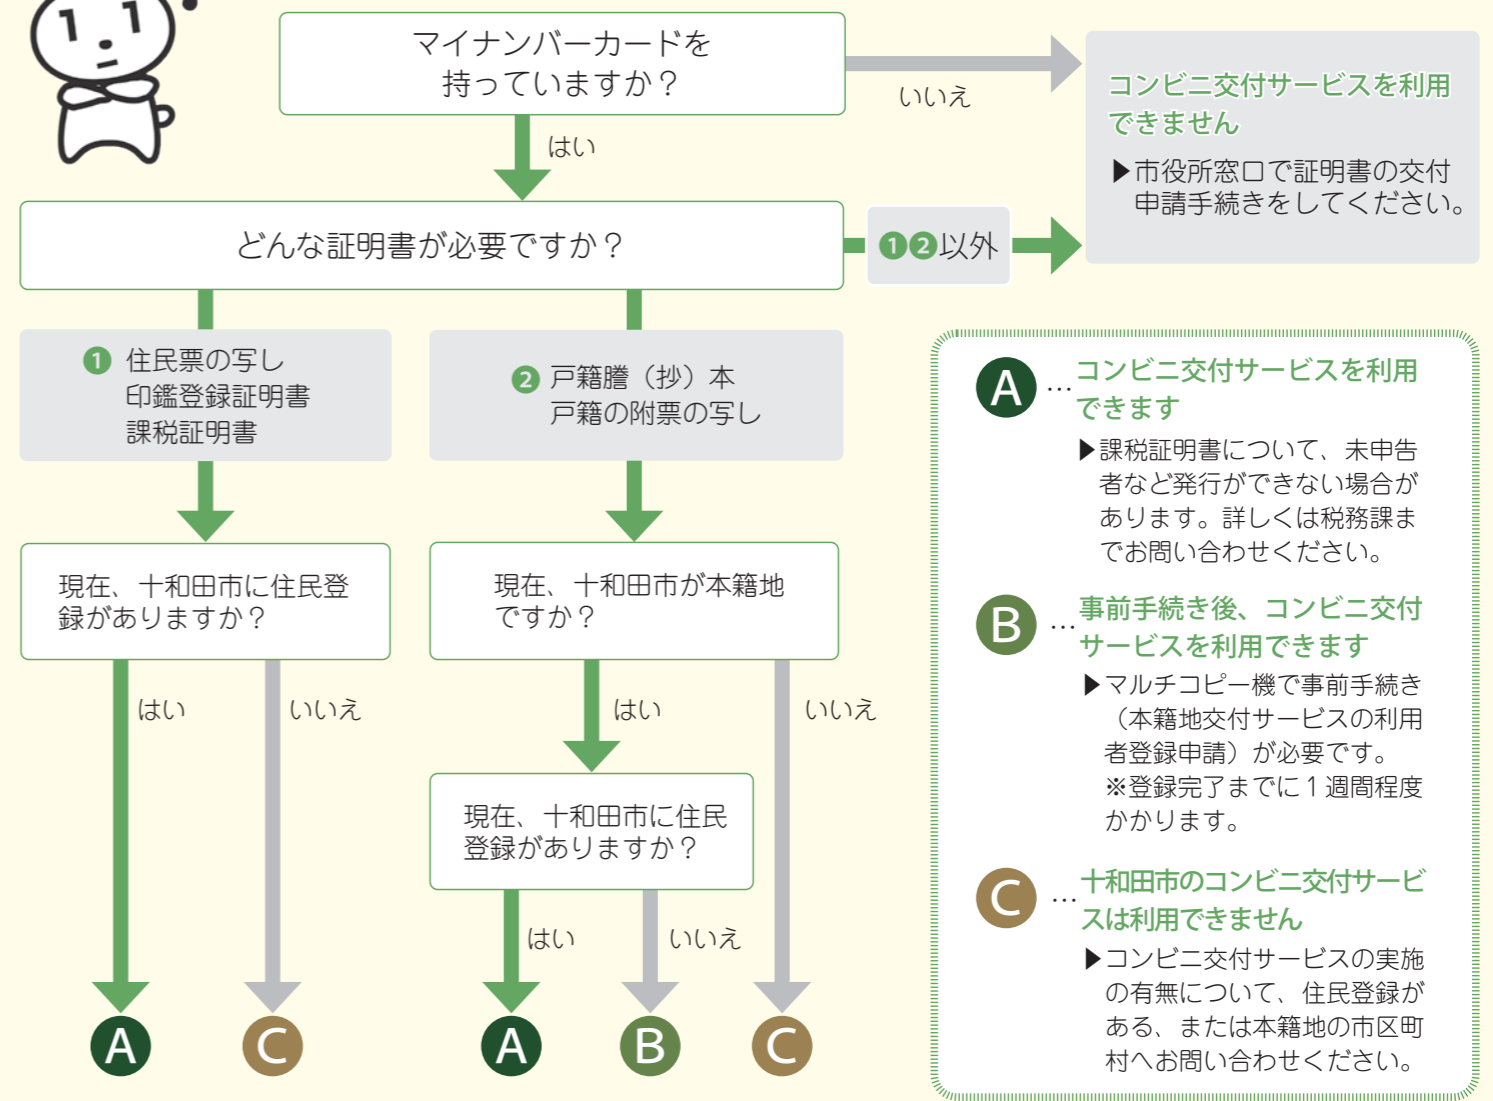 マイナンバーカードを
持っていますか？
いいえ
はい
コンビニ交付サービスを利用
できません
▶市役所窓口で証明書の交付
申請手続きをしてください。
どんな証明書が必要ですか？
❶❷以外
❶ 住民票の写し
印鑑登録証明書
課税証明書
❷ 戸籍謄（抄）本
戸籍の附票の写し
現在、十和田市に住民登
録がありますか？
はい
いいえ
現在、十和田市が本籍地
ですか？
はい
いいえ
現在、十和田市に住民
登録がありますか？
はい
いいえ
A
C
A
B
C
A…コンビニ交付サービスを利用
できます
▶課税証明書について、未申告
者など発行ができない場合が
あります。詳しくは税務課ま
でお問い合わせください。
B…事前手続き後、コンビニ交付
サービスを利用できます
▶マルチコピー機で事前手続き
（本籍地交付サービスの利用
者登録申請）が必要です。
※登録完了までに１週間程度
かかります。
C…十和田市のコンビニ交付サービ
スは利用できません
▶コンビニ交付サービスの実施
の有無について、住民登録が
ある、または本籍地の市区町
村へお問い合わせください。